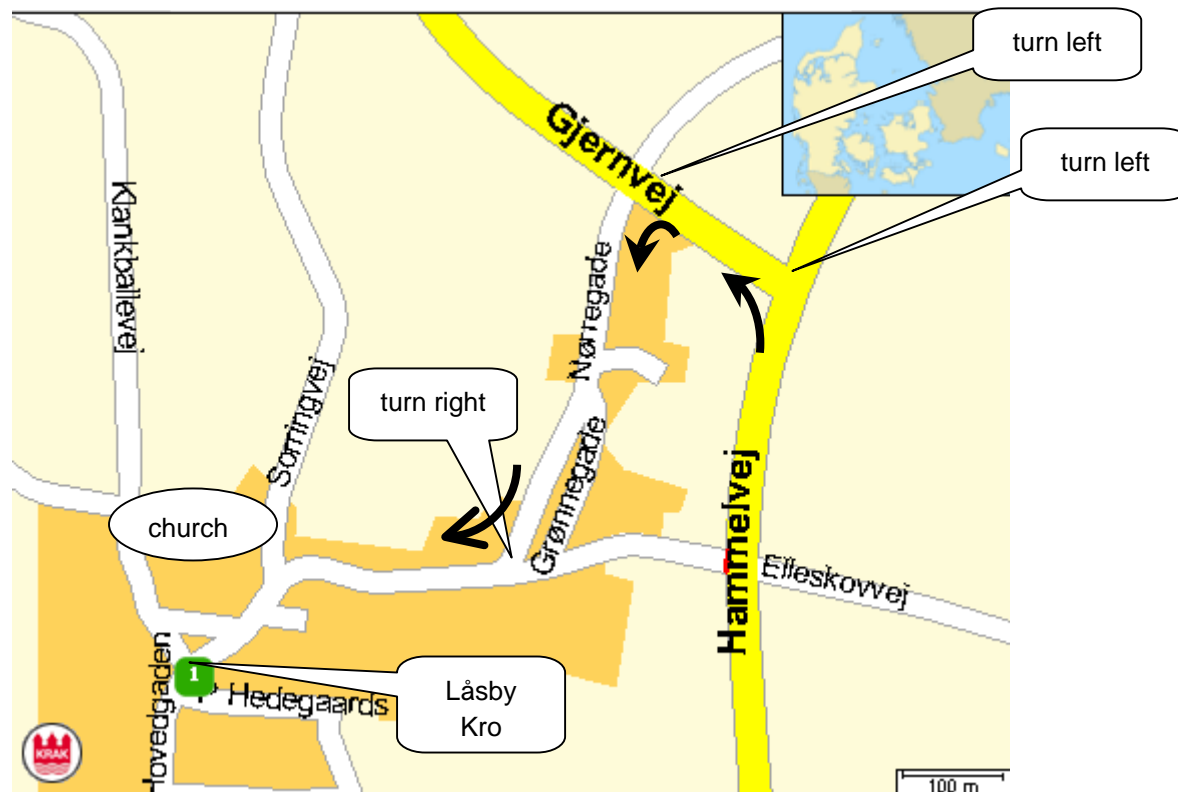 turn left
turn left
Gjernvej
Klankballevej
Nørregade
Sorringvej
turn right
Grønnegade
Hammelvej
church
Elleskovvej
1
Låsby
Kro
Hedegaards
Hovedgaden
KRAK
100 m